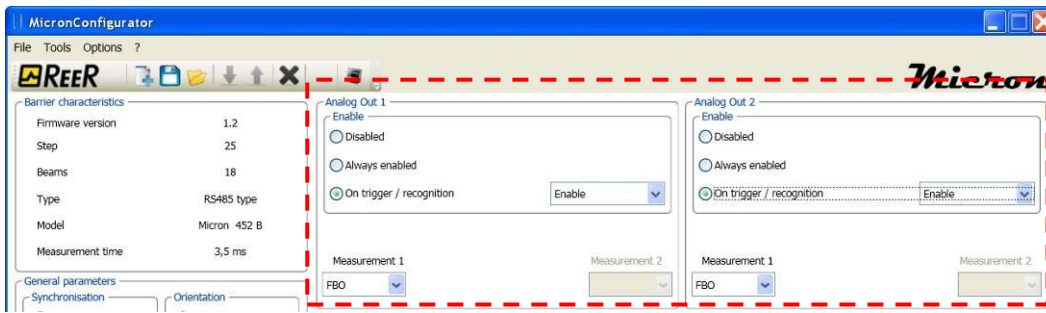 MicronConfigurator
File Tools Options ?
REER
Micron
Barrier characteristics
Firmware version 1.2
Step 25
Beams 18
Type RS485 type
Model Micron 452 B
Measurement time 3,5 ms
General parameters
Synchronisation
Orientation
Analog Out 1
Enable
Disabled
Always enabled
On trigger / recognition Enable
Measurement 1 Measurement 2
FBO
Analog Out 2
Enable
Disabled
Always enabled
On trigger / recognition Enable
Measurement 1 Measurement 2
FBO